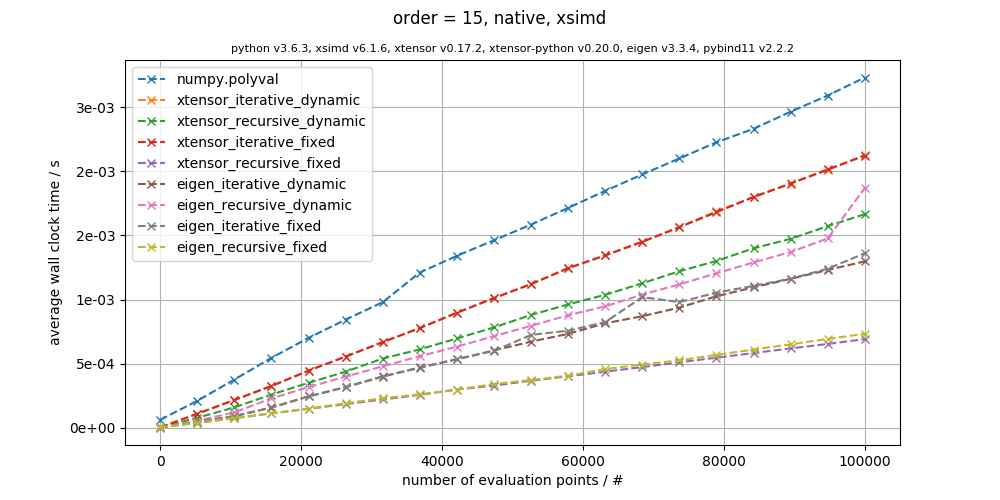 order = 15, native, xsimd
python v3.6.3, xsimd v6.1.6, xtensor v0.17.2, xtensor-python v0.20.0, eigen v3.3.4, pybind11 v2.2.2
numpy.polyval
xtensor_iterative_dynamic
xtensor_recursive_dynamic
xtensor_iterative_fixed
xtensor_recursive_fixed
eigen_iterative_dynamic
eigen_recursive_dynamic
eigen_iterative_fixed
eigen_recursive_fixed
average wall clock time / s
3e-03
2e-03
2e-03
1e-03
5e-04
0e+00
0 20000 40000 60000 80000 100000
number of evaluation points / #